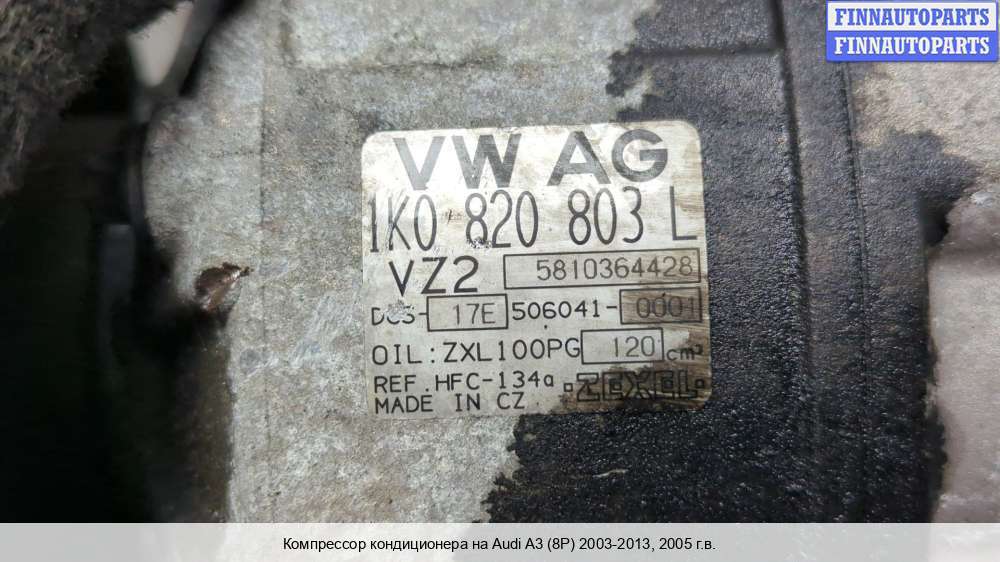 FINNAUTOPARTS
FINNAUTOPARTS
VW AG
1K0 820 803 L
VZ2 5810364428
DCS-17E 506041-0001
OIL: ZXL100PG 120 cm³
REF. HFC-134a ZEXEL
MADE IN CZ
Компрессор кондиционера на Audi A3 (8P) 2003-2013, 2005 г.в.